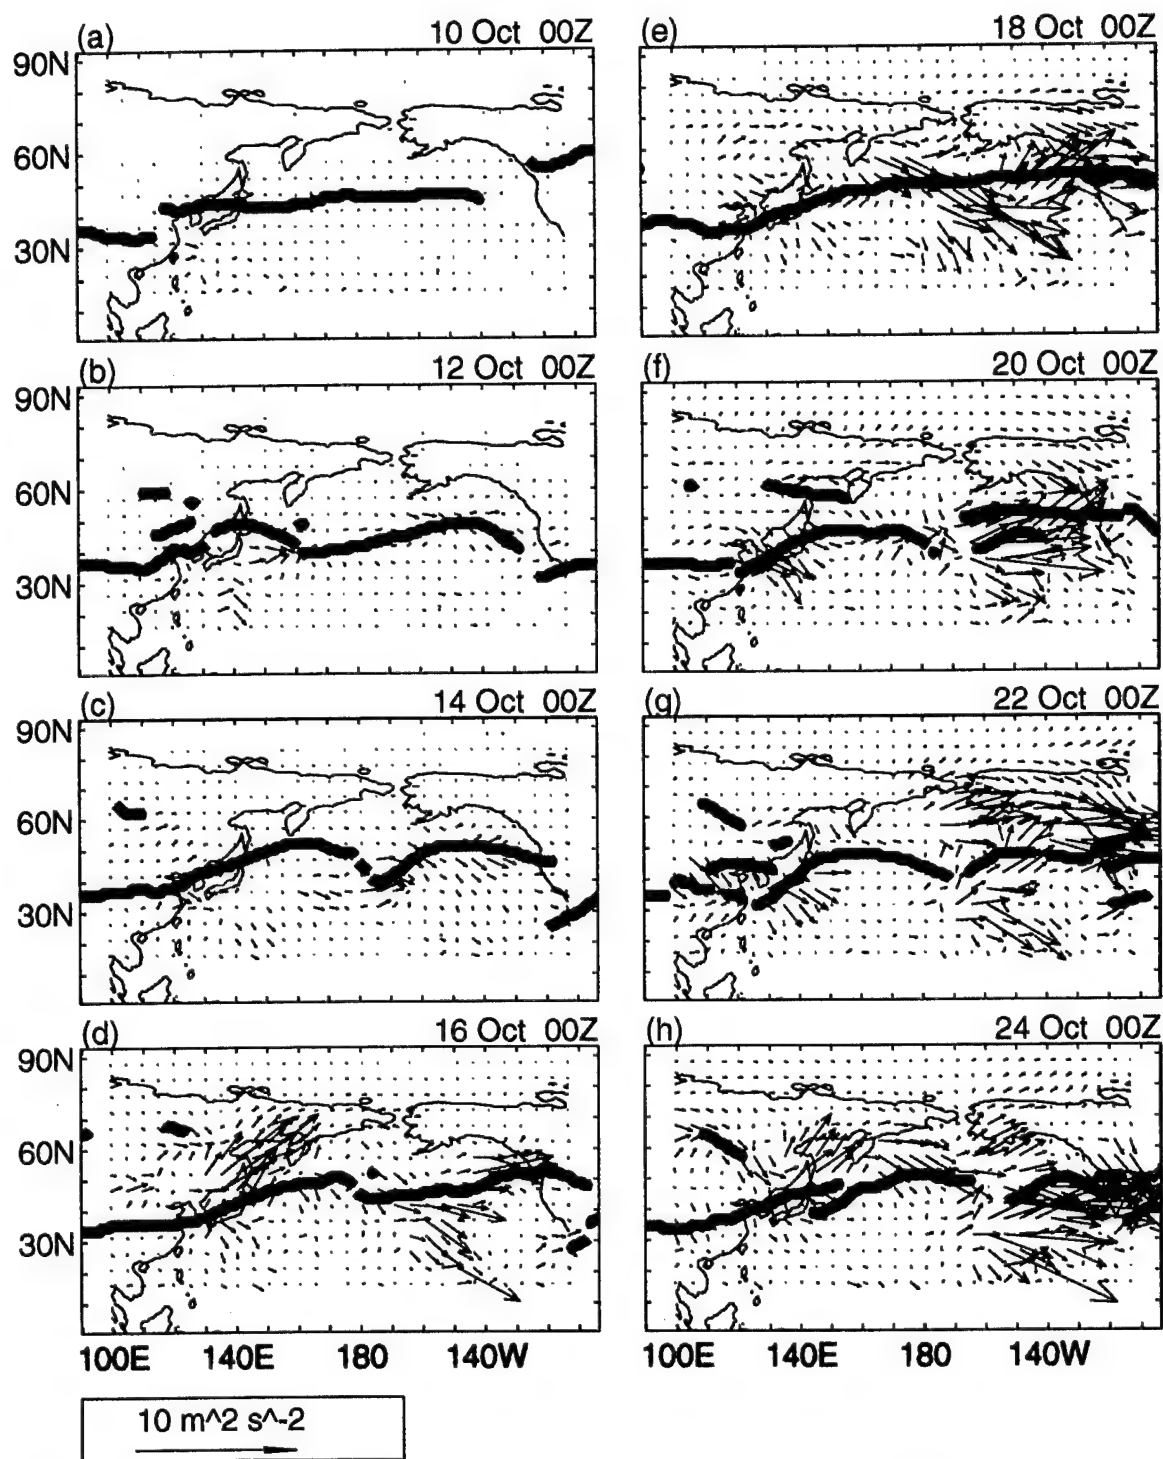 (a) 10 Oct 00Z
90N
60N
30N
(b) 12 Oct 00Z
90N
60N
30N
(c) 14 Oct 00Z
90N
60N
30N
(d) 16 Oct 00Z
90N
60N
30N
100E 140E 180 140W
(e) 18 Oct 00Z
(f) 20 Oct 00Z
(g) 22 Oct 00Z
(h) 24 Oct 00Z
100E 140E 180 140W
10 m^2 s^-2